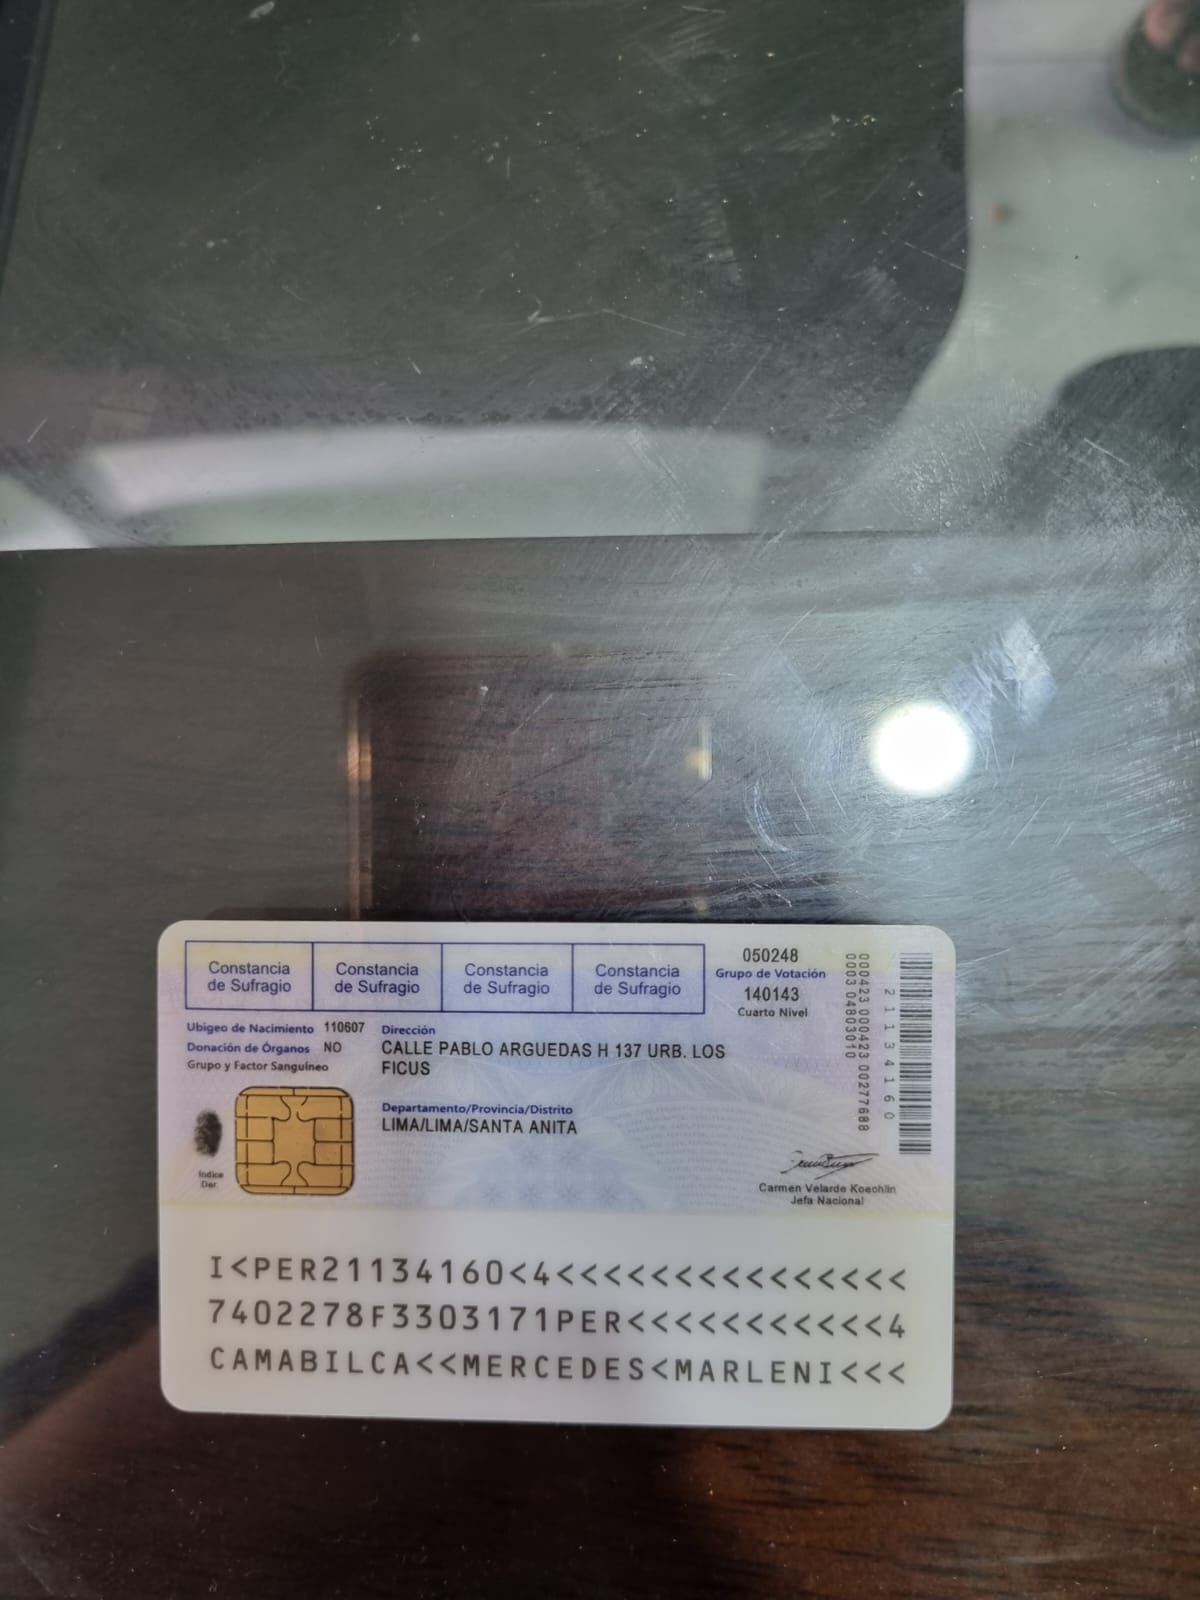 Constancia de Sufragio
Constancia de Sufragio
Constancia de Sufragio
Constancia de Sufragio
050248
Grupo de Votación
140143
Cuarto Nivel
Ubigeo de Nacimiento 110607
Donación de Órganos NO
Grupo y Factor Sanguíneo
Dirección
CALLE PABLO ARGUEDAS H 137 URB. LOS
FICUS
Departamento/Provincia/Distrito
LIMA/LIMA/SANTA ANITA
Indice
Der.
000423 000423 00277688
0003 04803010
21134160
Carmen Velarde Koechlin
Jefa Nacional
I<PER21134160<4<<<<<<<<<<<<<<<
7402278F3303171PER<<<<<<<<<<<4
CAMABILCA<<MERCEDES<MARLENI<<<